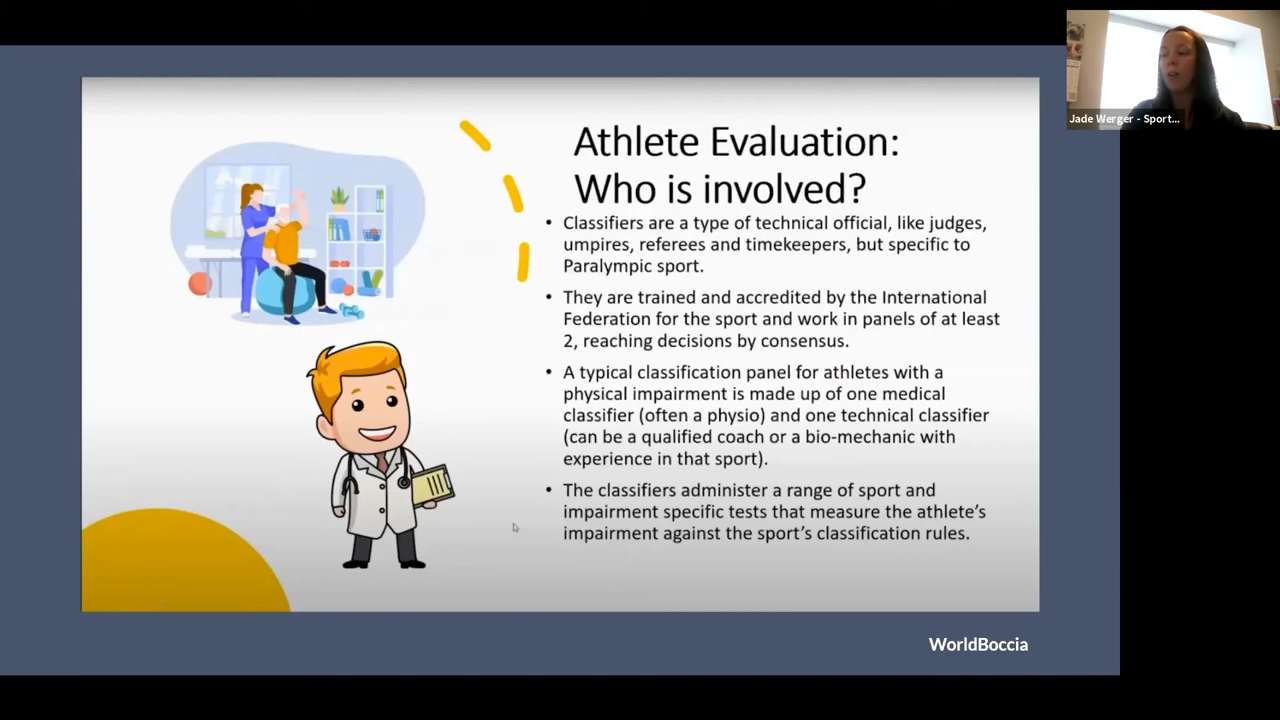 Athlete Evaluation:
Who is involved?
• Classifiers are a type of technical official, like judges,
umpires, referees and timekeepers, but specific to
Paralympic sport.
• They are trained and accredited by the International
Federation for the sport and work in panels of at least
2, reaching decisions by consensus.
• A typical classification panel for athletes with a
physical impairment is made up of one medical
classifier (often a physio) and one technical classifier
(can be a qualified coach or a bio-mechanic with
experience in that sport).
• The classifiers administer a range of sport and
impairment specific tests that measure the athlete’s
impairment against the sport’s classification rules.
WorldBoccia
Jade Werger - Sport...